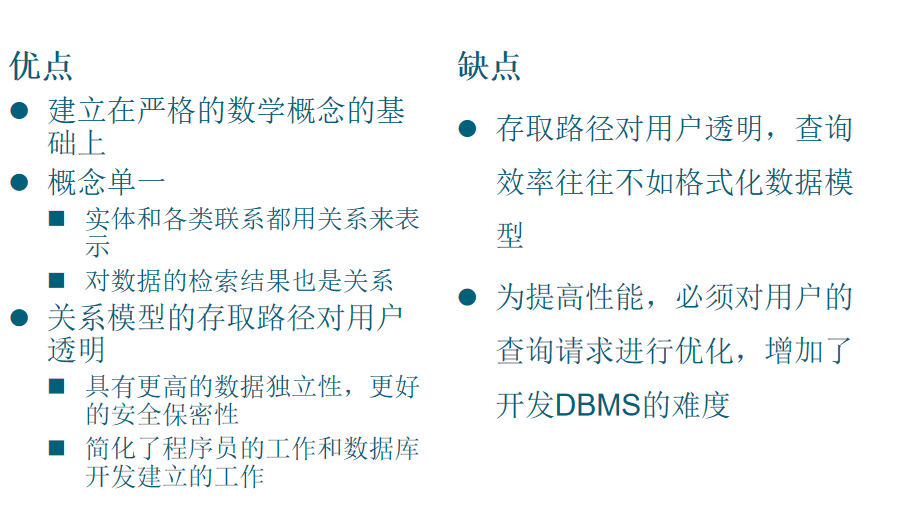 优点
建立在严格的数学概念的基
础上
概念单一
实体和各类联系都用关系来表
示
对数据的检索结果也是关系
关系模型的存取路径对用户
透明
具有更高的数据独立性，更好
的安全保密性
简化了程序员的工作和数据库
开发建立的工作
缺点
存取路径对用户透明，查询
效率往往不如格式化数据模
型
为提高性能，必须对用户的
查询请求进行优化，增加了
开发DBMS的难度